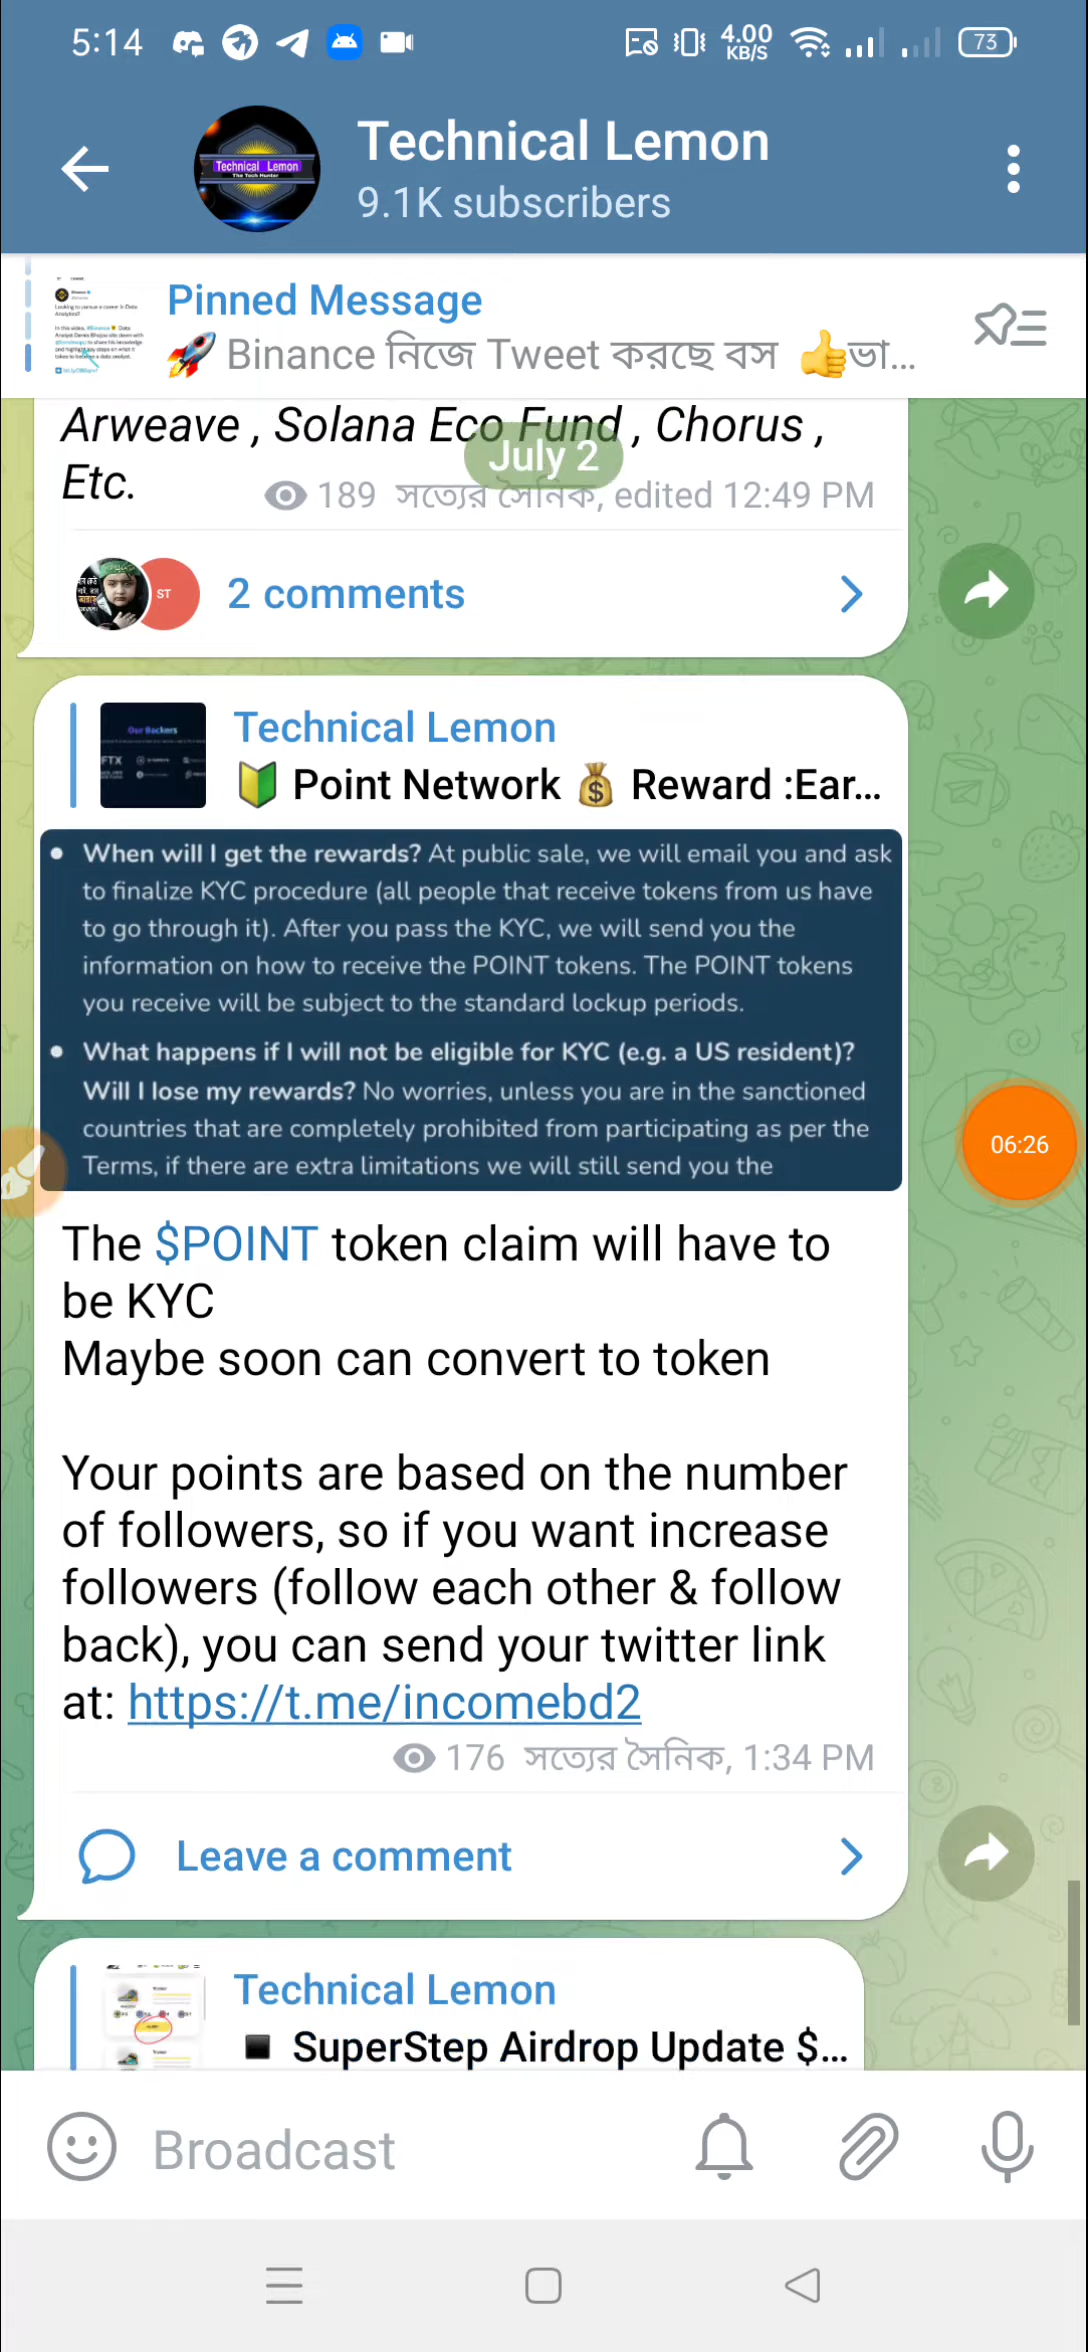 5:14
4.00
KB/S
73
Technical Lemon
The Tech Hunter
Technical Lemon
9.1K subscribers
Pinned Message
🚀 Binance নিজে Tweet করছে বস 👍ভা...
Arweave , Solana Eco Fund , Chorus ,
July 2
Etc.
189 সত্যের সৈনিক, edited 12:49 PM
ST
2 comments
Our Backers
FTX
Technical Lemon
🔰 Point Network 💰 Reward :Ear...
• When will I get the rewards? At public sale, we will email you and ask
to finalize KYC procedure (all people that receive tokens from us have
to go through it). After you pass the KYC, we will send you the
information on how to receive the POINT tokens. The POINT tokens
you receive will be subject to the standard lockup periods.
• What happens if I will not be eligible for KYC (e.g. a US resident)?
Will I lose my rewards? No worries, unless you are in the sanctioned
countries that are completely prohibited from participating as per the
Terms, if there are extra limitations we will still send you the
06:26
The $POINT token claim will have to
be KYC
Maybe soon can convert to token
Your points are based on the number
of followers, so if you want increase
followers (follow each other & follow
back), you can send your twitter link
at: https://t.me/incomebd2
176 সত্যের সৈনিক, 1:34 PM
Leave a comment
Technical Lemon
◾ SuperStep Airdrop Update $...
Broadcast